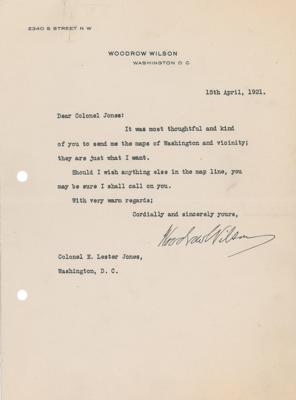 2340 S STREET N W
WOODROW WILSON
WASHINGTON D C
15th April, 1921.
Dear Colonel Jones:
It was most thoughtful and kind
of you to send me the maps of Washington and vicinity;
they are just what I want.
Should I wish anything else in the map line, you
may be sure I shall call on you.
With very warm regards;
Cordially and sincerely yours,
Woodrow Wilson
Colonel E. Lester Jones,
Washington, D. C.